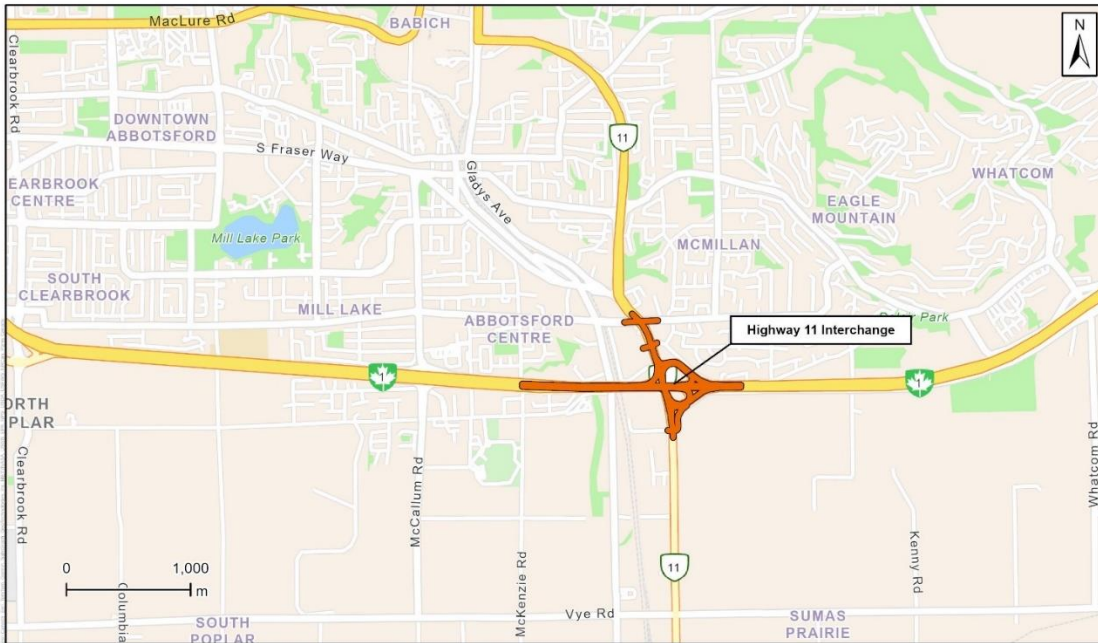 MacLure Rd
BABICH
N
Clearbrook Rd
DOWNTOWN
ABBOTSFORD
11
S Fraser Way
Gladys Ave
WHATCOM
EARBROOK
CENTRE
EAGLE
MOUNTAIN
Mill Lake Park
MCMILLAN
SOUTH
CLEARBROOK
MILL LAKE
ABBOTSFORD
CENTRE
Park
Highway 11 Interchange
1
1
ORTH
PLAR
Clearbrook Rd
McCallum Rd
McKenzie Rd
Whatcom Rd
Kenny Rd
11
0 1,000
m
Columbia
Vye Rd
SOUTH
POPLAR
SUMAS
PRAIRIE